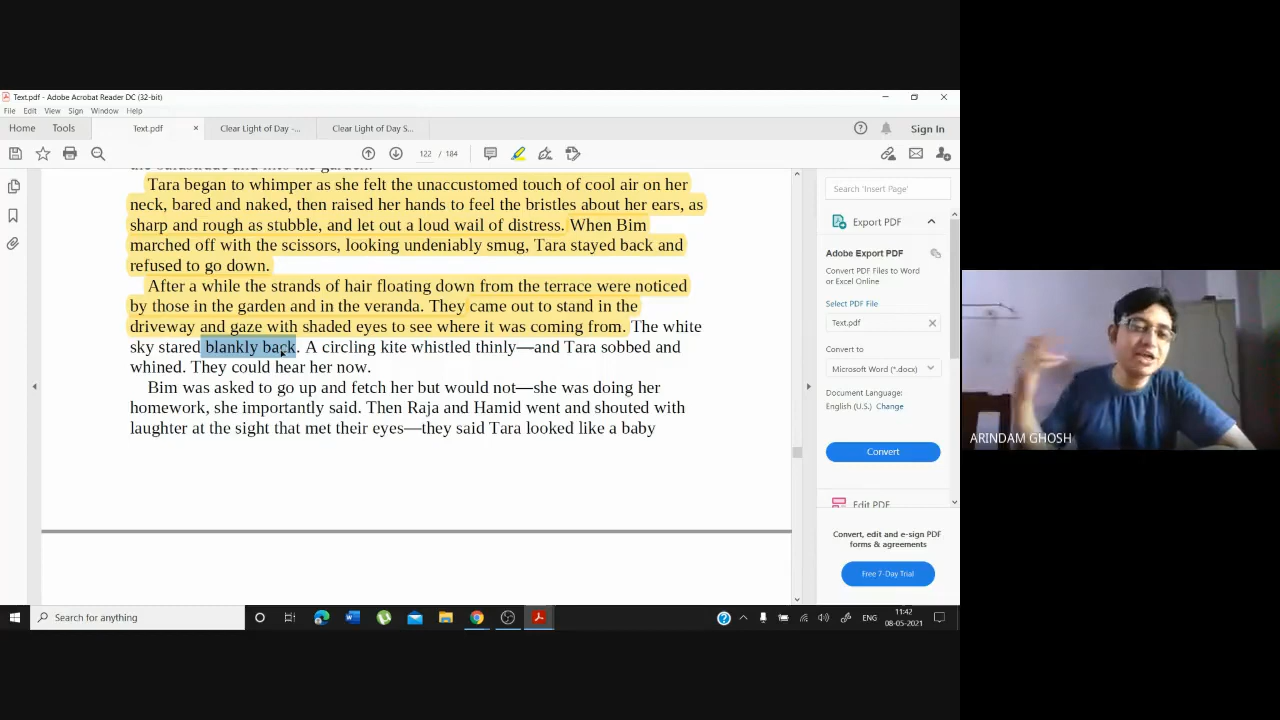 Text.pdf - Adobe Acrobat Reader DC (32-bit)
File Edit View Sign Window Help
Home Tools Text.pdf × Clear Light of Day -... Clear Light of Day S... Sign In
122 / 184
Tara began to whimper as she felt the unaccustomed touch of cool air on her
neck, bared and naked, then raised her hands to feel the bristles about her ears, as
sharp and rough as stubble, and let out a loud wail of distress. When Bim
marched off with the scissors, looking undeniably smug, Tara stayed back and
refused to go down.
After a while the strands of hair floating down from the terrace were noticed
by those in the garden and in the veranda. They came out to stand in the
driveway and gaze with shaded eyes to see where it was coming from. The white
sky stared blankly back. A circling kite whistled thinly—and Tara sobbed and
whined. They could hear her now.
Bim was asked to go up and fetch her but would not—she was doing her
homework, she importantly said. Then Raja and Hamid went and shouted with
laughter at the sight that met their eyes—they said Tara looked like a baby
Search 'Insert Page'
Export PDF
Adobe Export PDF
Convert PDF Files to Word
or Excel Online
Select PDF File
Text.pdf
Convert to
Microsoft Word (*.docx)
Document Language:
English (U.S.) Change
Convert
Edit PDF
Convert, edit and e-sign PDF
forms & agreements
Free 7-Day Trial
ARINDAM GHOSH
Search for anything
ENG
11:42
08-05-2021